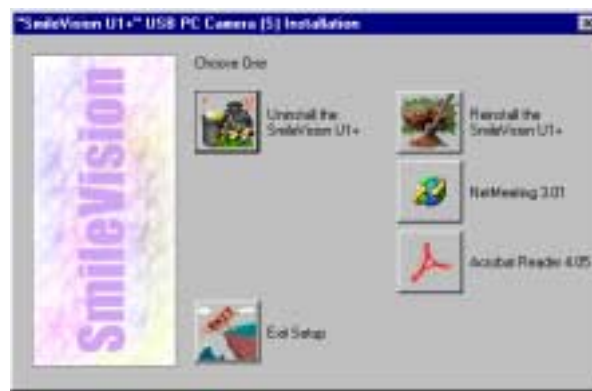 "SmileVision U1+" USB PC Camera (S) Installation
SmileVision
Choose One
Uninstall the
SmileVision U1+
Reinstall the
SmileVision U1+
NetMeeting 3.01
Acrobat Reader 4.05
EXIT
Exit Setup